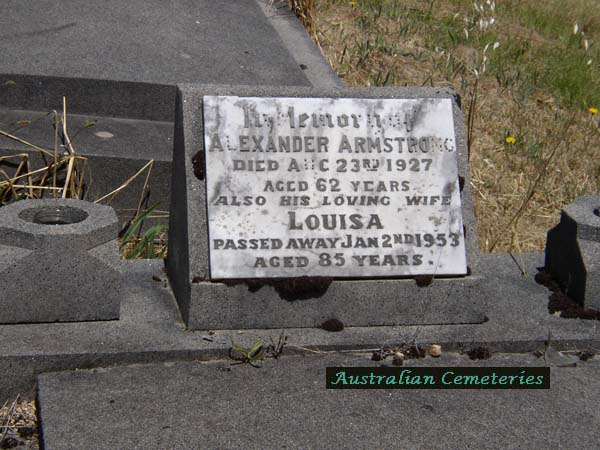 In Memory of
ALEXANDER ARMSTRONG
DIED AUG 23RD 1927
AGED 62 YEARS
ALSO HIS LOVING WIFE
LOUISA
PASSED AWAY JAN 2ND 1953
AGED 85 YEARS.
Australian Cemeteries